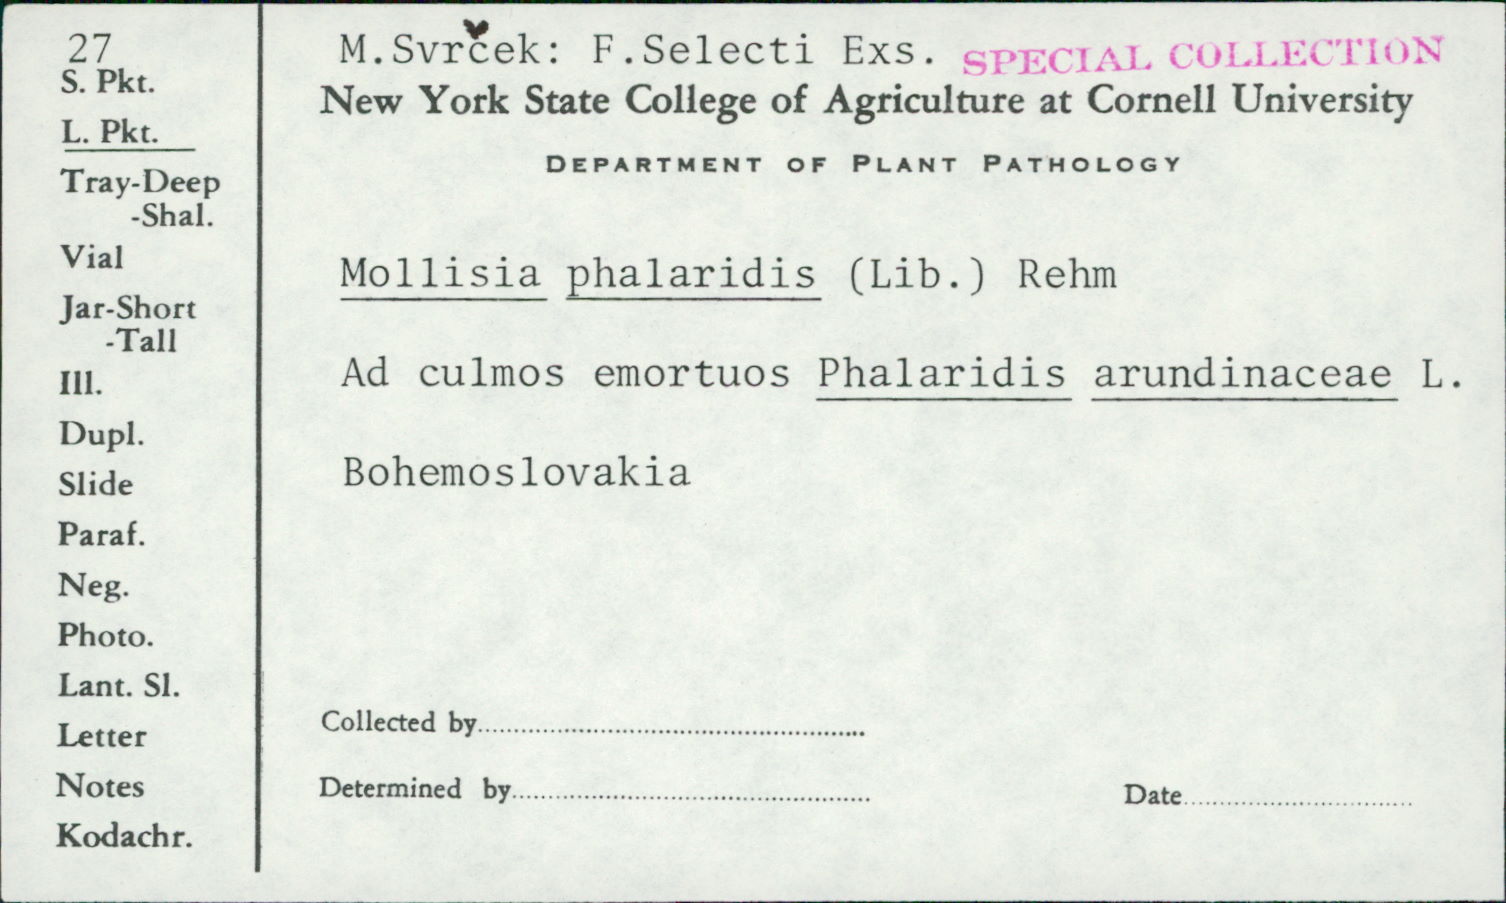 27
S. Pkt.
L. Pkt.
Tray-Deep
-Shal.
Vial
Jar-Short
-Tall
Ill.
Dupl.
Slide
Paraf.
Neg.
Photo.
Lant. Sl.
Letter
Notes
Kodachr.
M.Svrček: F.Selecti Exs. SPECIAL COLLECTION
New York State College of Agriculture at Cornell University
DEPARTMENT OF PLANT PATHOLOGY
Mollisia phalaridis (Lib.) Rehm
Ad culmos emortuos Phalaridis arundinaceae L.
Bohemoslovakia
Collected by
Determined by
Date